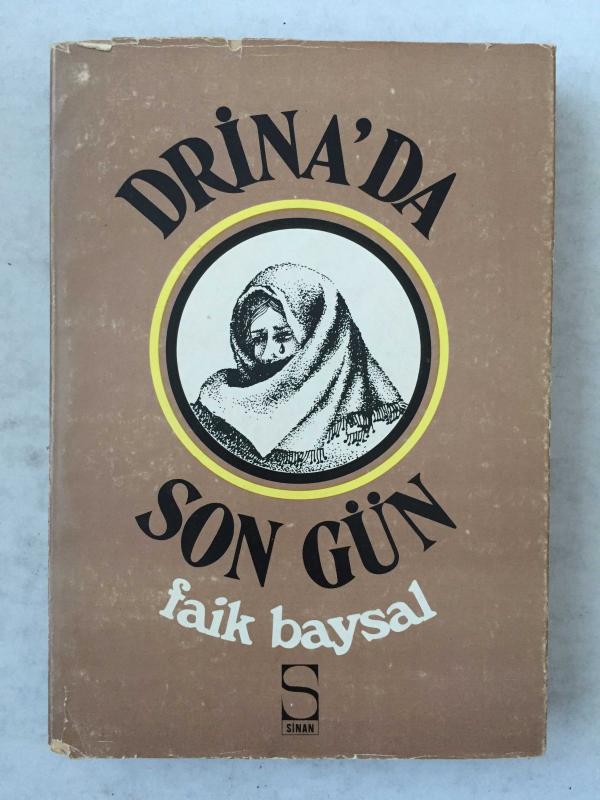 DRİNA'DA
SON GÜN
faik baysal
S
SİNAN